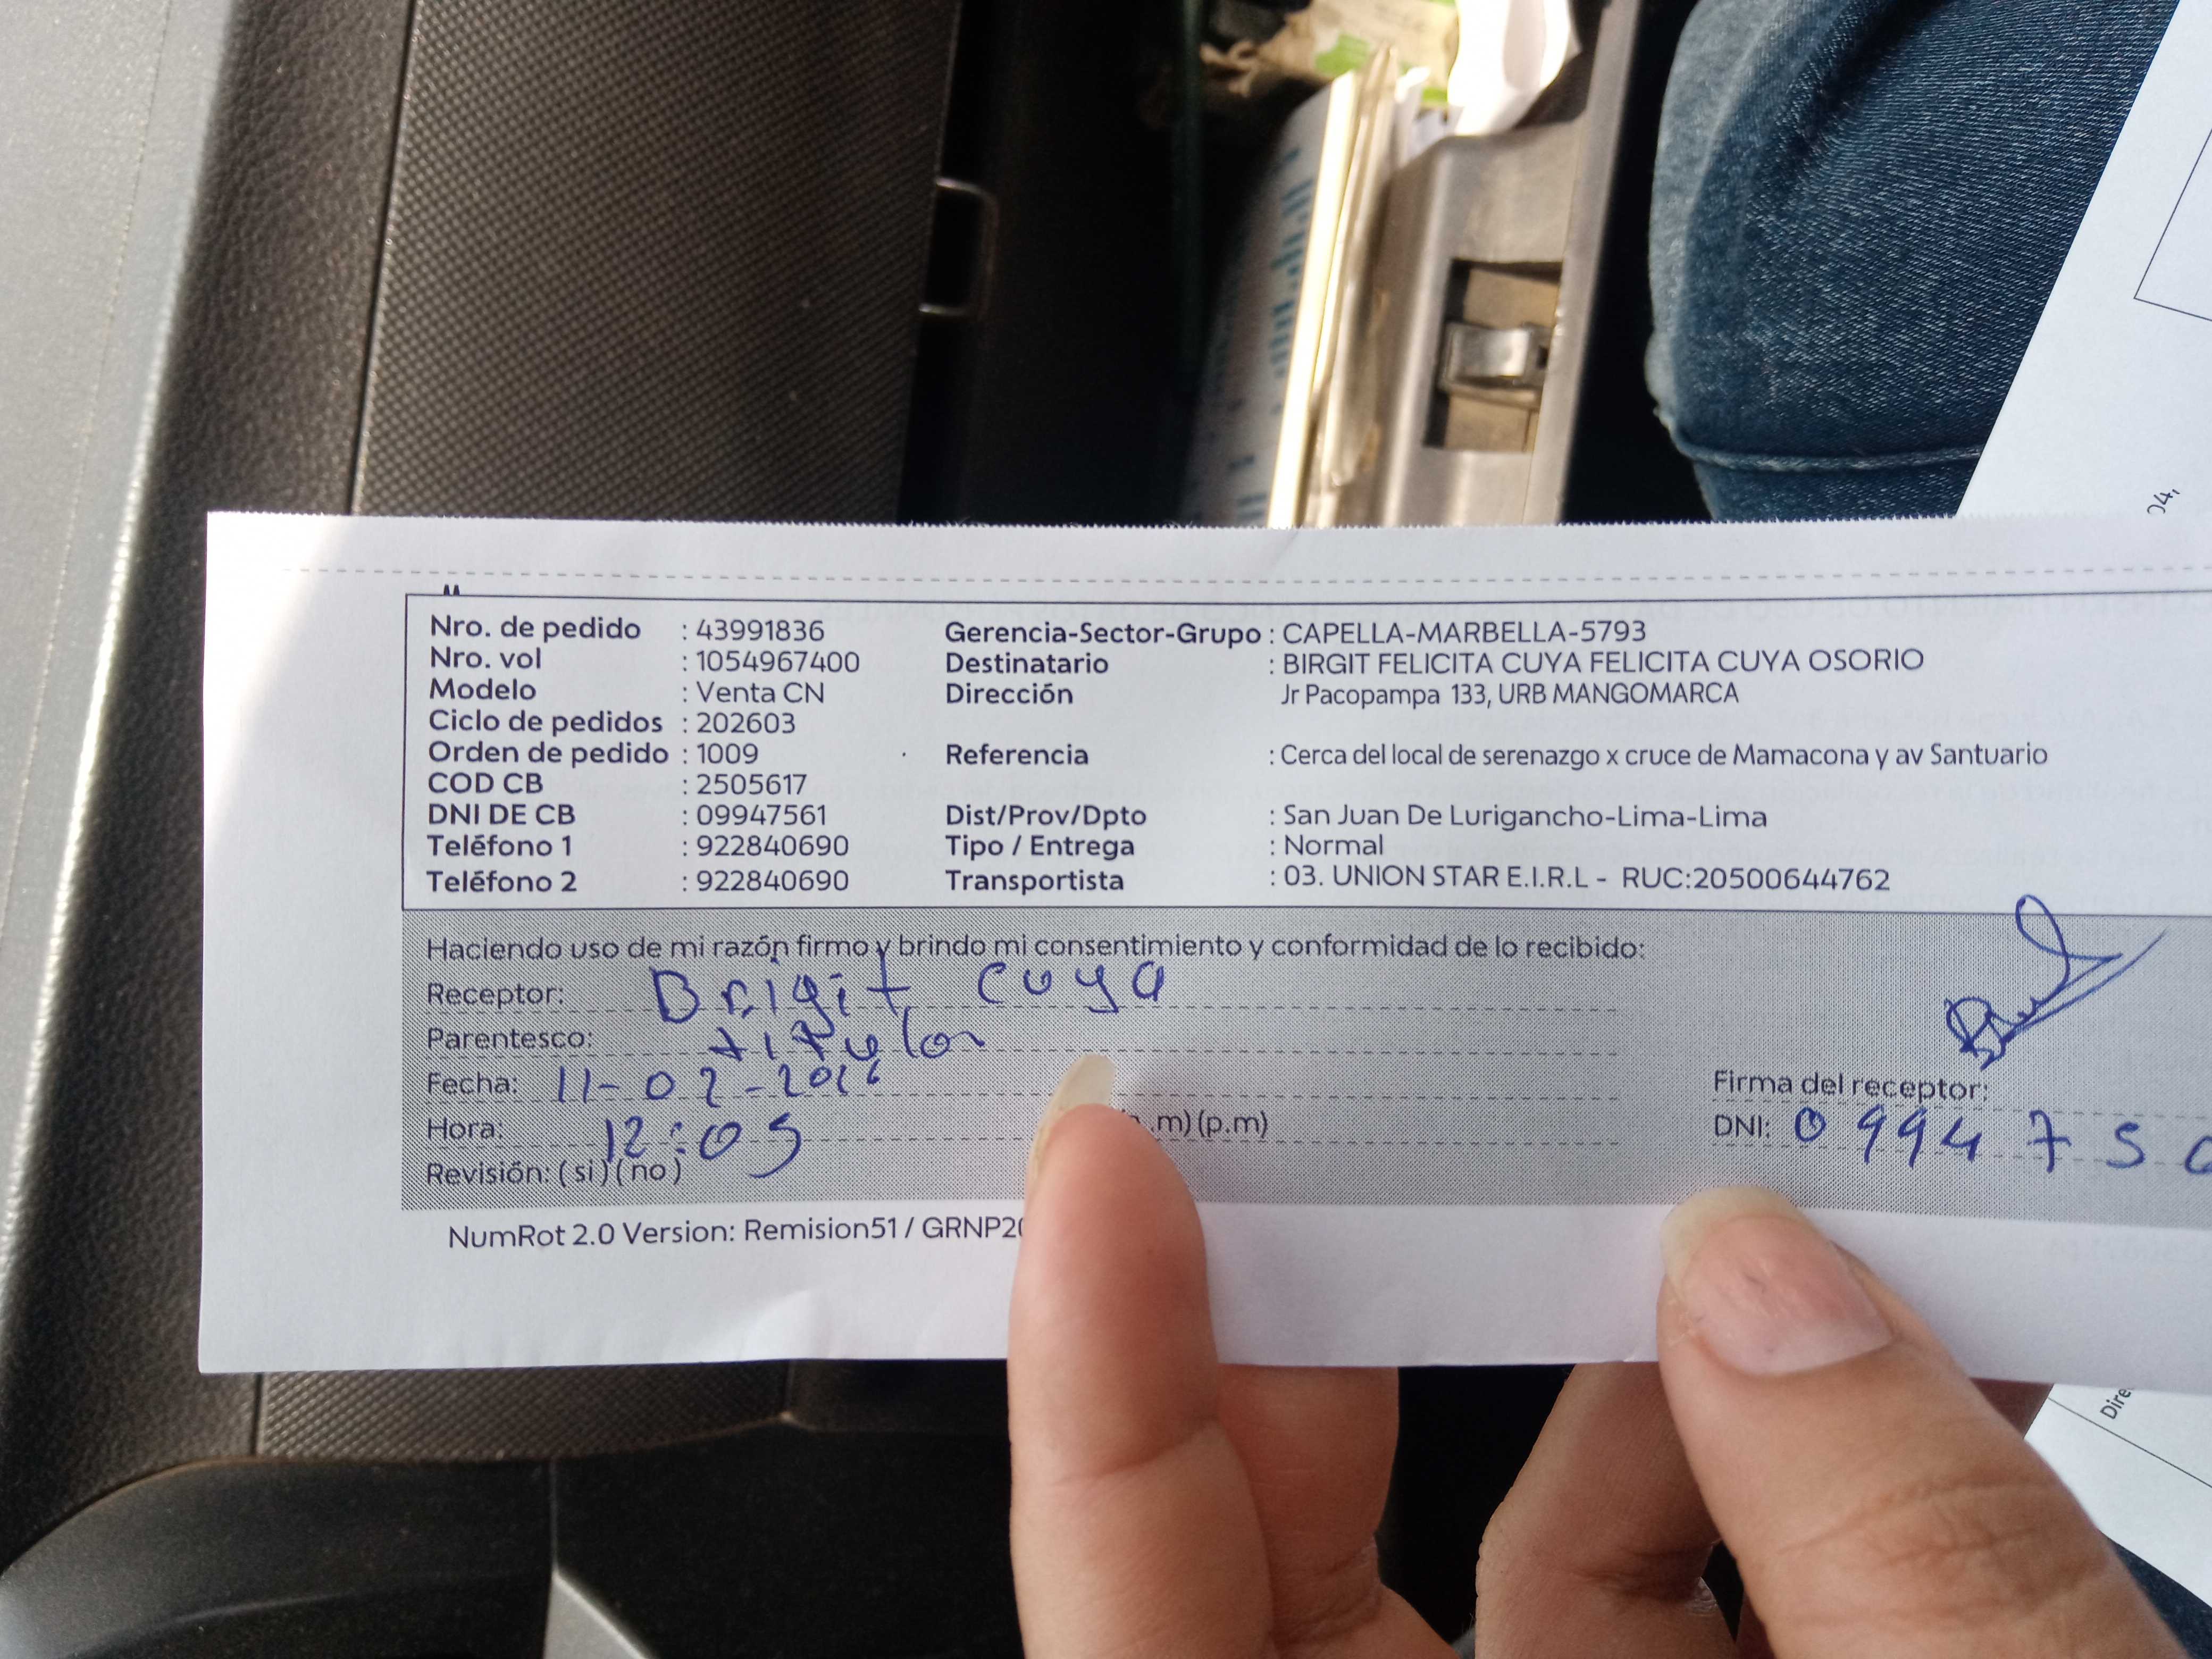 Nro. de pedido : 43991836 Gerencia-Sector-Grupo : CAPELLA-MARBELLA-5793
Nro. vol : 1054967400 Destinatario : BIRGIT FELICITA CUYA FELICITA CUYA OSORIO
Modelo : Venta CN Dirección Jr Pacopampa 133, URB MANGOMARCA
Ciclo de pedidos : 202603
Orden de pedido : 1009 Referencia : Cerca del local de serenazgo x cruce de Mamacona y av Santuario
COD CB : 2505617
DNI DE CB : 09947561 Dist/Prov/Dpto : San Juan De Lurigancho-Lima-Lima
Teléfono 1 : 922840690 Tipo / Entrega : Normal
Teléfono 2 : 922840690 Transportista : 03. UNION STAR E.I.R.L - RUC:20500644762
Haciendo uso de mi razón firmo y brindo mi consentimiento y conformidad de lo recibido:
Receptor: Brigit Cuya
Parentesco: titular
Fecha: 11-02-2026
Firma del receptor:
Hora: 12:05 .m) (p.m)
DNI: 099475
Revisión: ( si ) ( no )
NumRot 2.0 Version: Remision51 / GRNP20
04,
Dire